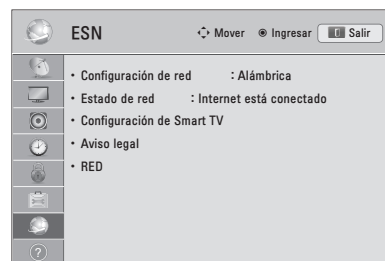 ESN
Mover
Ingresar
Salir
• Configuración de red : Alámbrica
• Estado de red : Internet está conectado
• Configuración de Smart TV
• Aviso legal
• RED
?